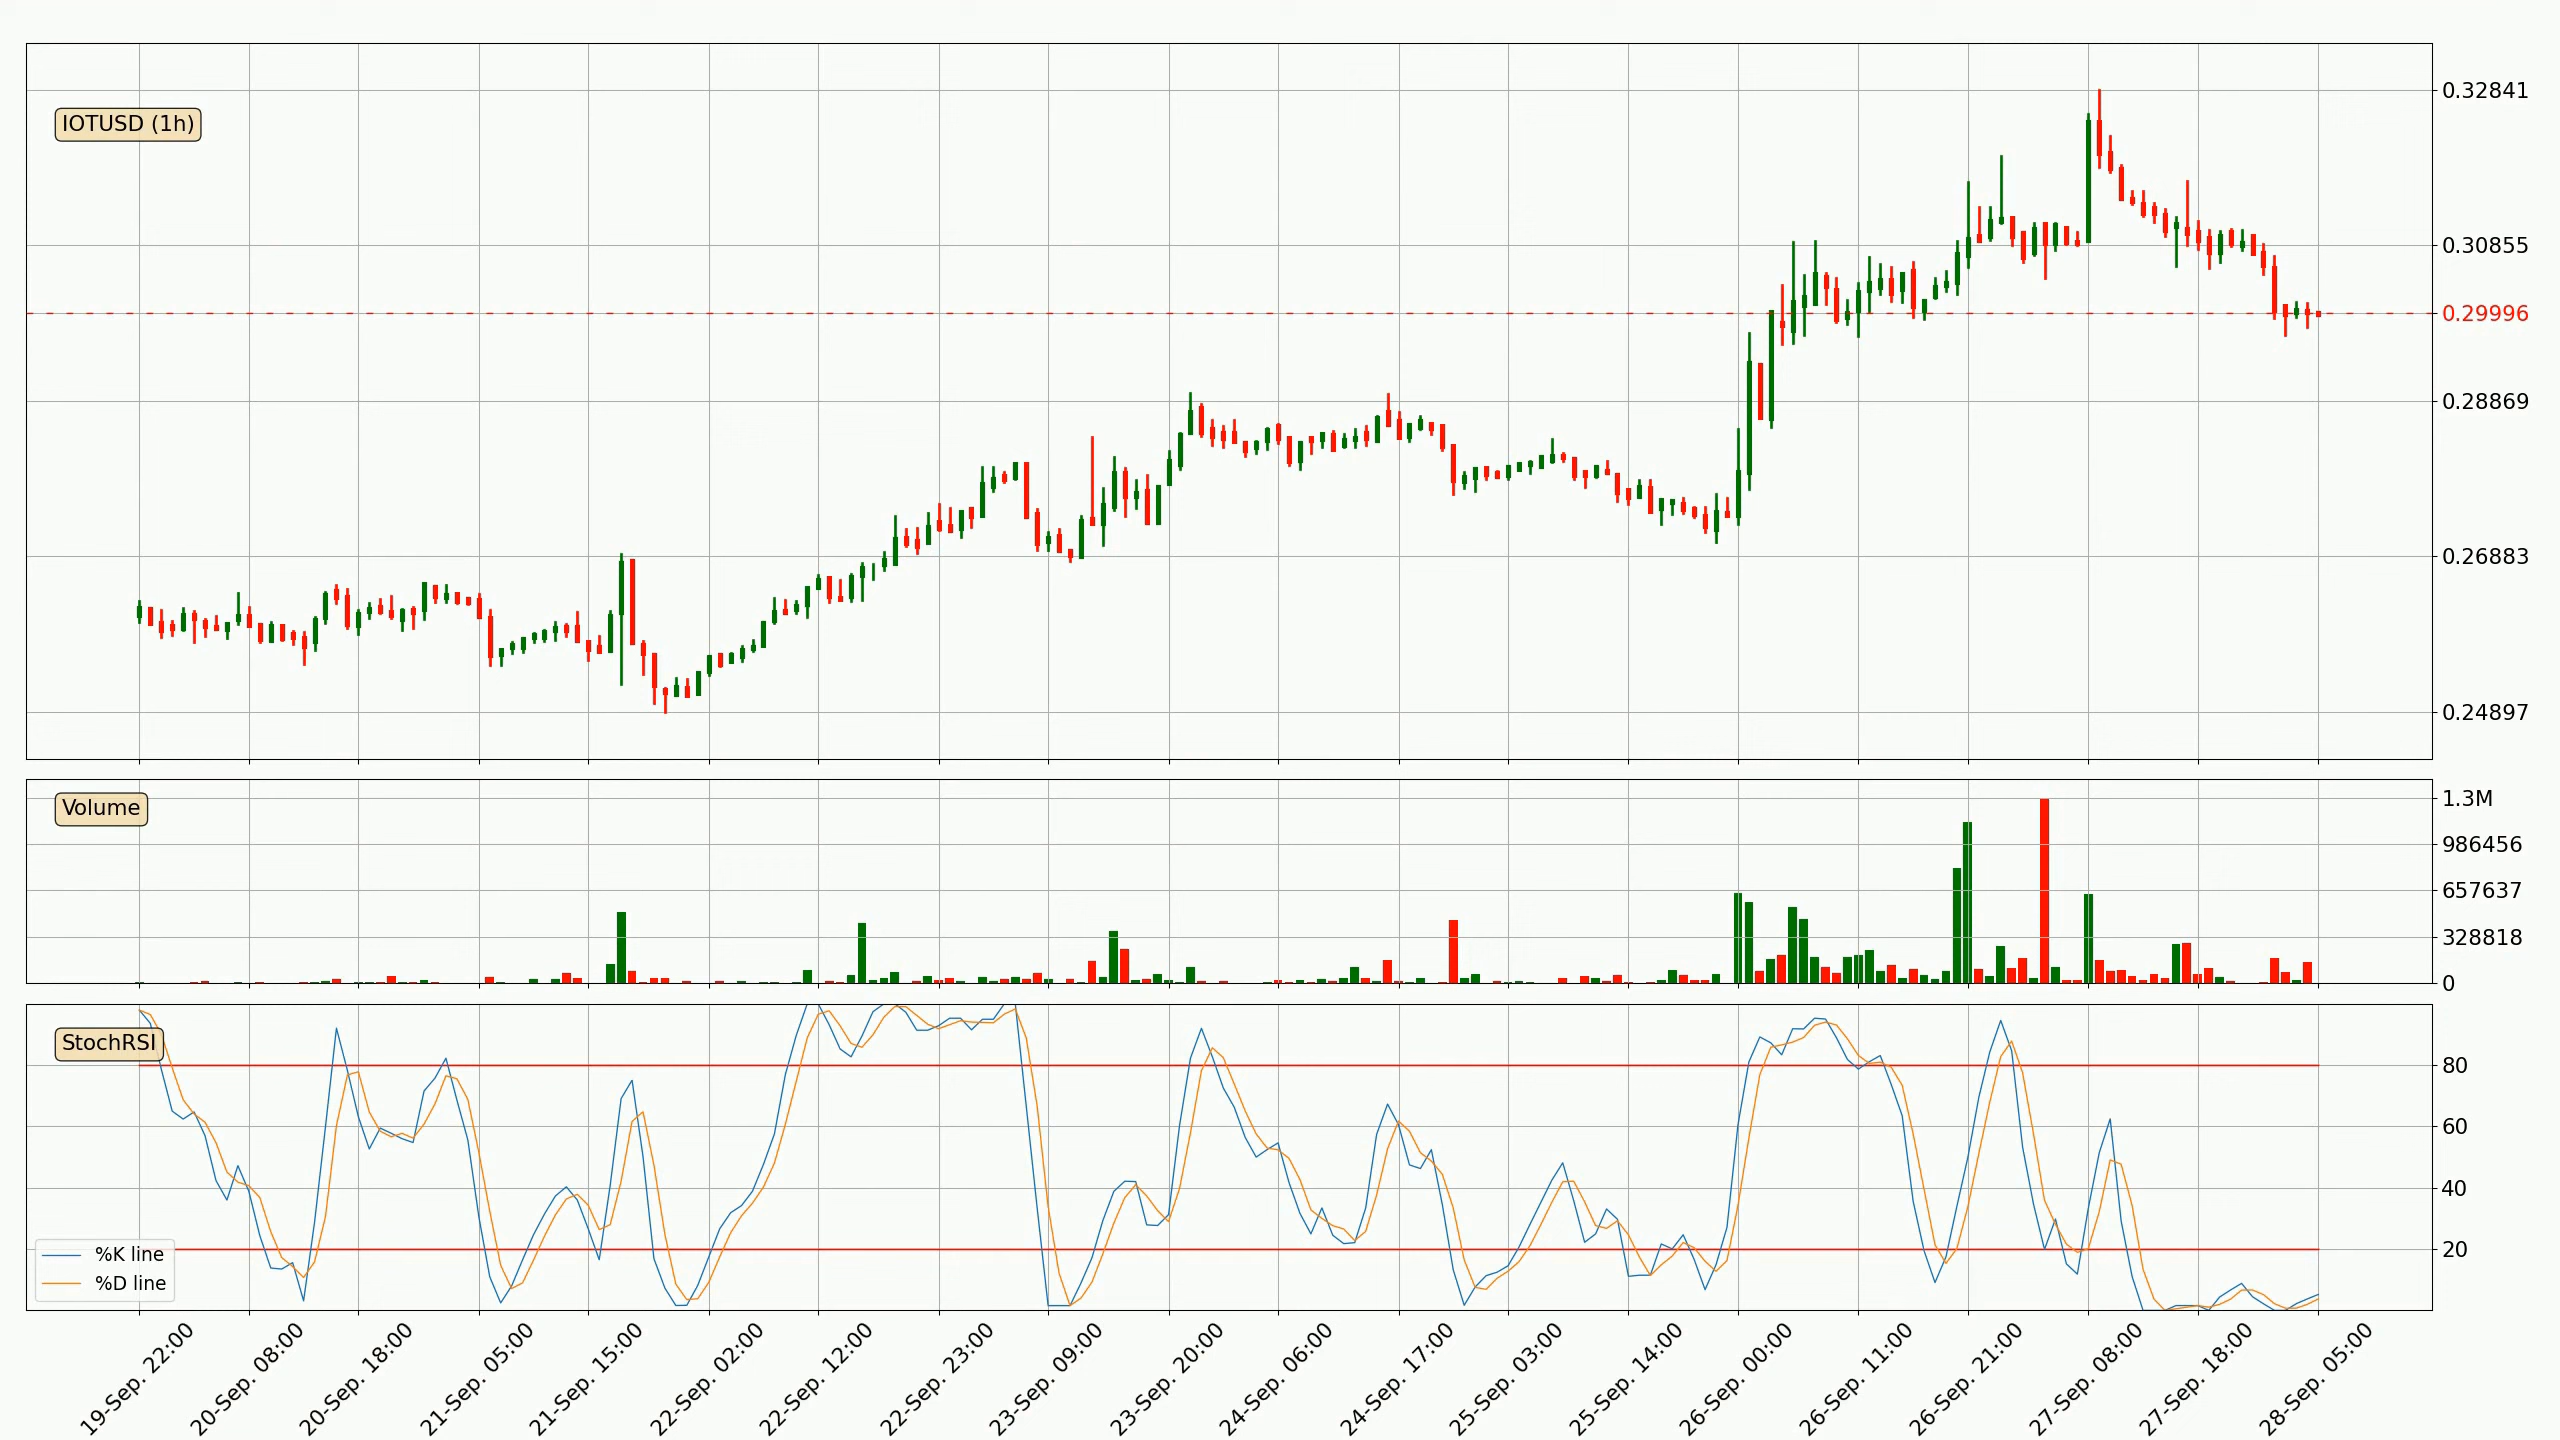 IOTUSD (1h)
0.32841
0.30855
0.29996
0.28869
0.26883
0.24897
Volume
1.3M
986456
657637
328818
0
StochRSI
80
60
40
20
%K line
%D line
19-Sep. 22:00
20-Sep. 08:00
20-Sep. 18:00
21-Sep. 05:00
21-Sep. 15:00
22-Sep. 02:00
22-Sep. 12:00
22-Sep. 23:00
23-Sep. 09:00
23-Sep. 20:00
24-Sep. 06:00
24-Sep. 17:00
25-Sep. 03:00
25-Sep. 14:00
26-Sep. 00:00
26-Sep. 11:00
26-Sep. 21:00
27-Sep. 08:00
27-Sep. 18:00
28-Sep. 05:00